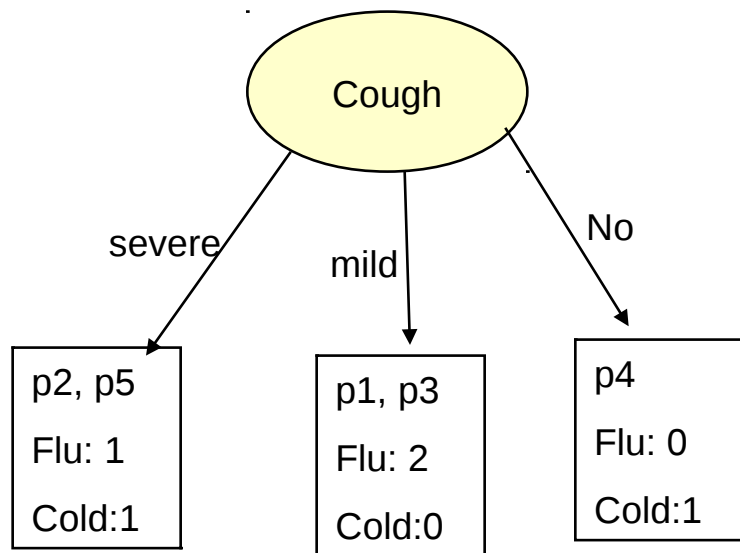 Cough
severe
mild
No
p2, p5
Flu: 1
Cold:1
p1, p3
Flu: 2
Cold:0
p4
Flu: 0
Cold:1